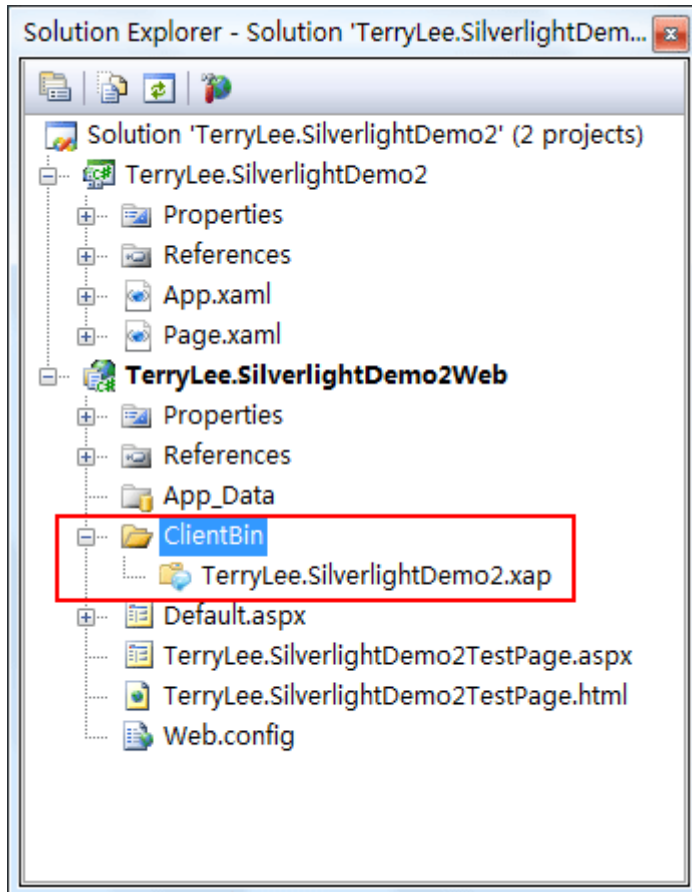 Solution Explorer - Solution 'TerryLee.SilverlightDem...
Solution 'TerryLee.SilverlightDemo2' (2 projects)
TerryLee.SilverlightDemo2
Properties
References
App.xaml
Page.xaml
TerryLee.SilverlightDemo2Web
Properties
References
App_Data
ClientBin
TerryLee.SilverlightDemo2.xap
Default.aspx
TerryLee.SilverlightDemo2TestPage.aspx
TerryLee.SilverlightDemo2TestPage.html
Web.config